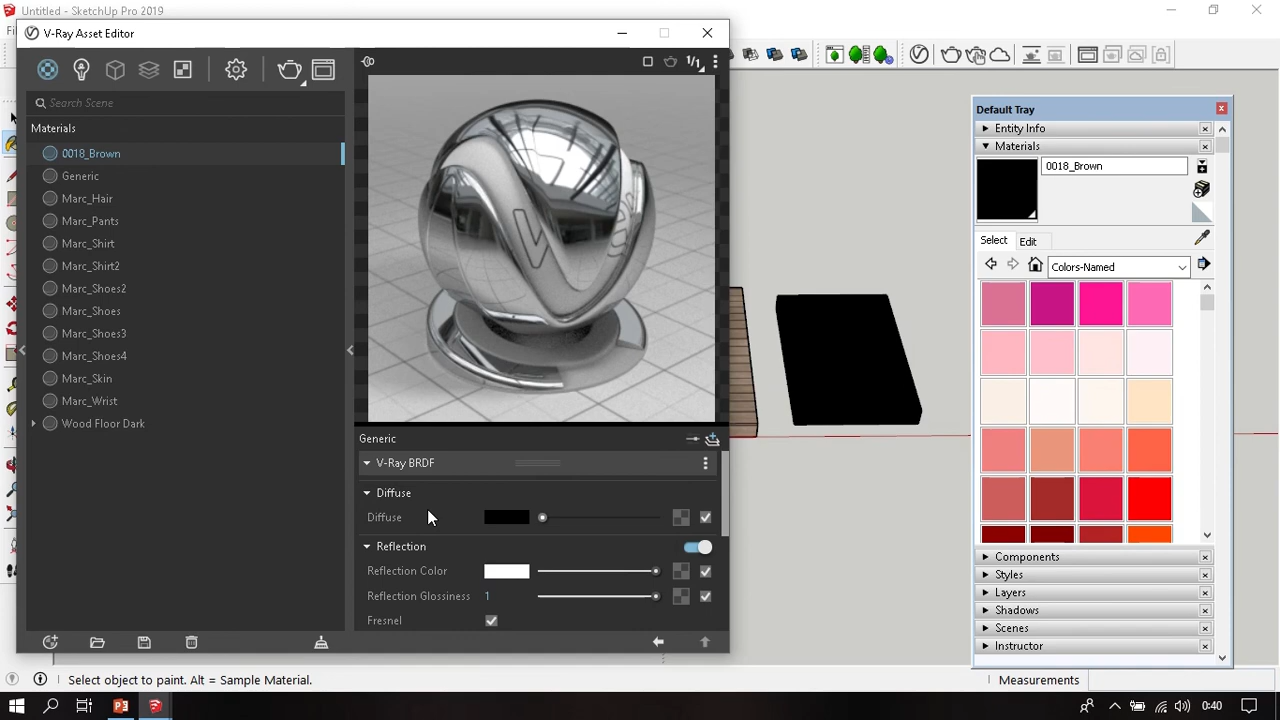 Untitled - SketchUp Pro 2019
V-Ray Asset Editor
1/1
Search Scene
Materials
0018_Brown
Generic
Marc_Hair
Marc_Pants
Marc_Shirt
Marc_Shirt2
Marc_Shoes2
Marc_Shoes
Marc_Shoes3
Marc_Shoes4
Marc_Skin
Marc_Wrist
Wood Floor Dark
Generic
V-Ray BRDF
Diffuse
Diffuse
Reflection
Reflection Color
Reflection Glossiness 1
Fresnel
Default Tray
Entity Info
Materials
0018_Brown
Select Edit
Colors-Named
Components
Styles
Layers
Shadows
Scenes
Instructor
Select object to paint. Alt = Sample Material.
Measurements
0:40